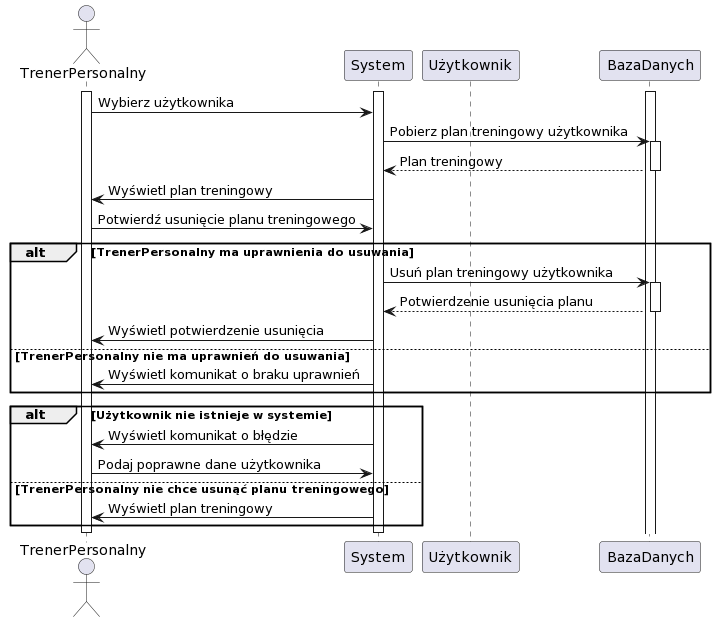 TrenerPersonalny
System
Użytkownik
BazaDanych
Wybierz użytkownika
Pobierz plan treningowy użytkownika
Plan treningowy
Wyświetl plan treningowy
Potwierdź usunięcie planu treningowego
alt [TrenerPersonalny ma uprawnienia do usuwania]
Usuń plan treningowy użytkownika
Potwierdzenie usunięcia planu
Wyświetl potwierdzenie usunięcia
[TrenerPersonalny nie ma uprawnień do usuwania]
Wyświetl komunikat o braku uprawnień
alt [Użytkownik nie istnieje w systemie]
Wyświetl komunikat o błędzie
Podaj poprawne dane użytkownika
[TrenerPersonalny nie chce usunąć planu treningowego]
Wyświetl plan treningowy
TrenerPersonalny
System
Użytkownik
BazaDanych